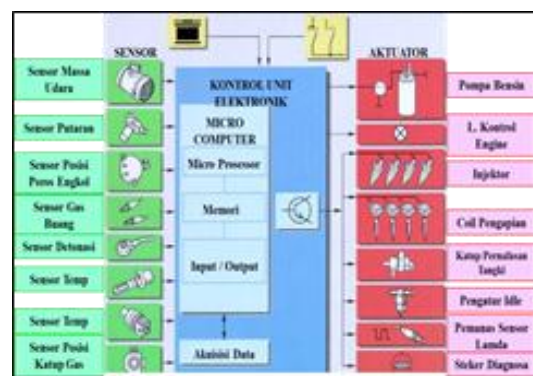 SENSOR
AKTUATOR
Sensor Massa
Udara
Sensor Putaran
Sensor Posisi
Poros Engkol
Sensor Gas
Buang
Sensor Detonasi
Sensor Temp
Sensor Temp
Sensor Posisi
Katup Gas
KONTROL UNIT
ELEKTRONIK
MICRO
COMPUTER
Micro Prosessor
Memori
Input / Output
Akuisisi Data
Pompa Bensin
L. Kontrol
Engine
Injektor
Coil Pengapian
Katup Pernafasan
Tangki
Pengatur Idle
Pemanas Sensor
Lamda
Steker Diagnosa